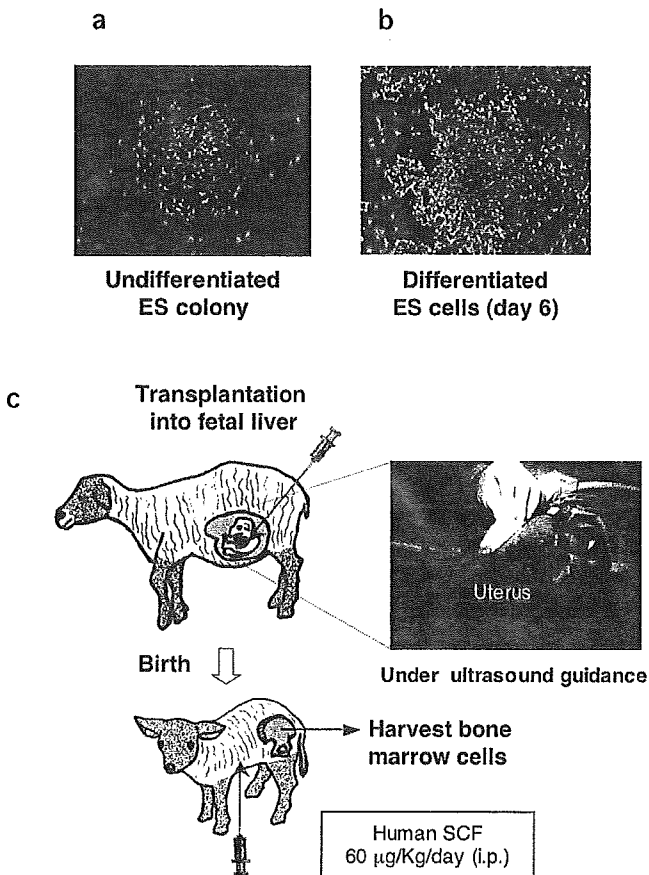 a
b
Undifferentiated
ES colony
Differentiated
ES cells (day 6)
c
Transplantation
into fetal liver
Uterus
Under ultrasound guidance
Birth
Harvest bone
marrow cells
Human SCF
60 μg/Kg/day (i.p.)